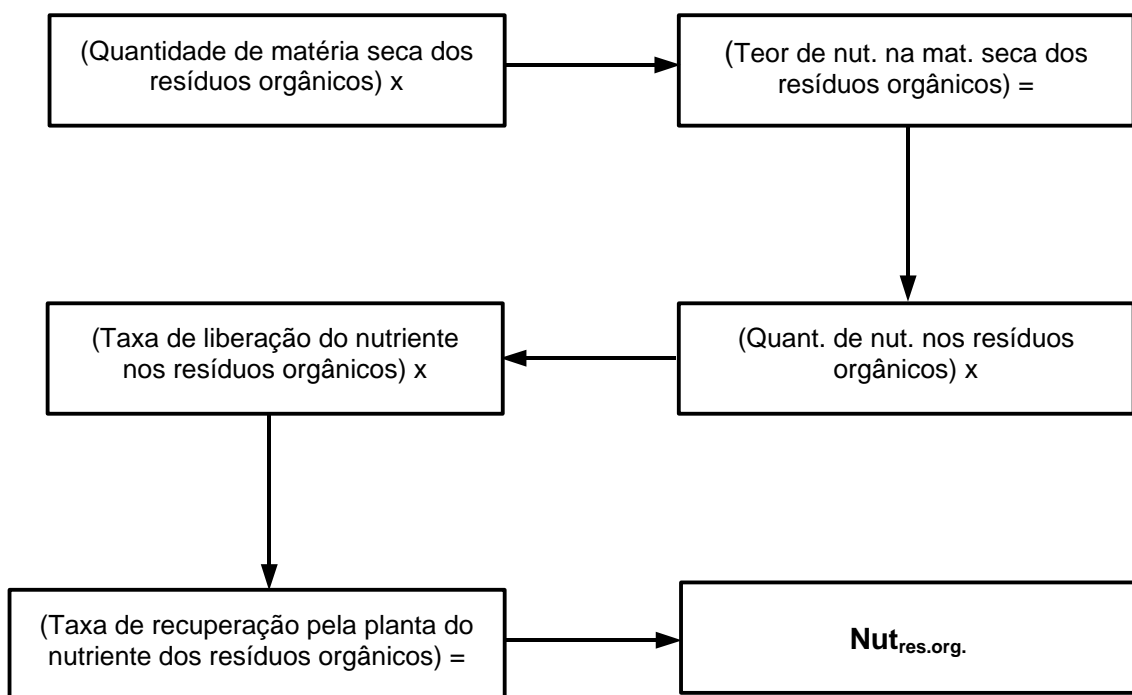 (Quantidade de matéria seca dos
resíduos orgânicos) x
(Teor de nut. na mat. seca dos
resíduos orgânicos) =
(Quant. de nut. nos resíduos
orgânicos) x
(Taxa de liberação do nutriente
nos resíduos orgânicos) x
(Taxa de recuperação pela planta do
nutriente dos resíduos orgânicos) =
Nutres.org.